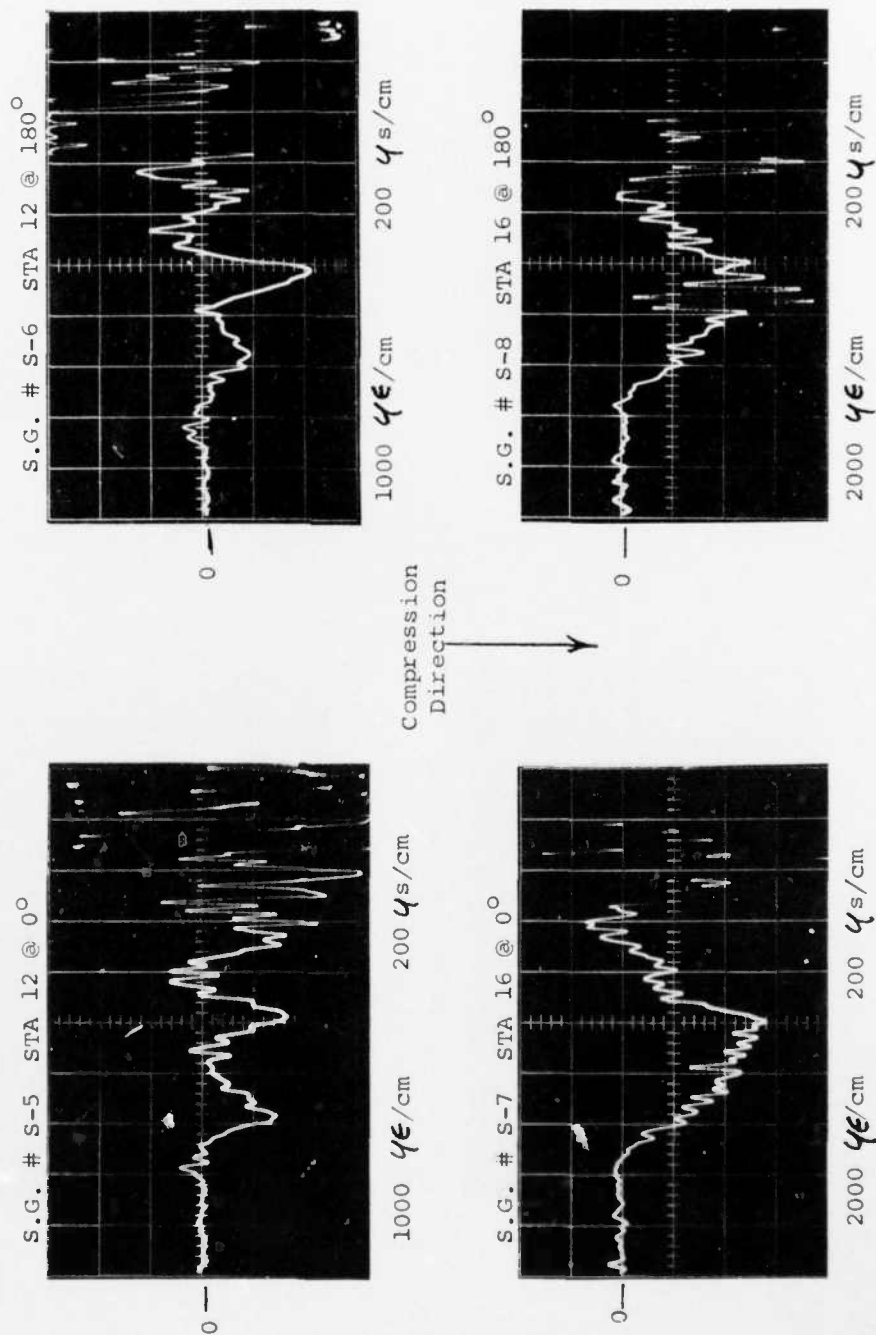 S.G. # S-5 STA 12 @ 0°
0
1000 με/cm 200 μs/cm
S.G. # S-6 STA 12 @ 180°
0
1000 με/cm 200 μs/cm
Compression
Direction
S.G. # S-7 STA 16 @ 0°
0
2000 με/cm 200 μs/cm
S.G. # S-8 STA 16 @ 180°
0
2000 με/cm 200 μs/cm